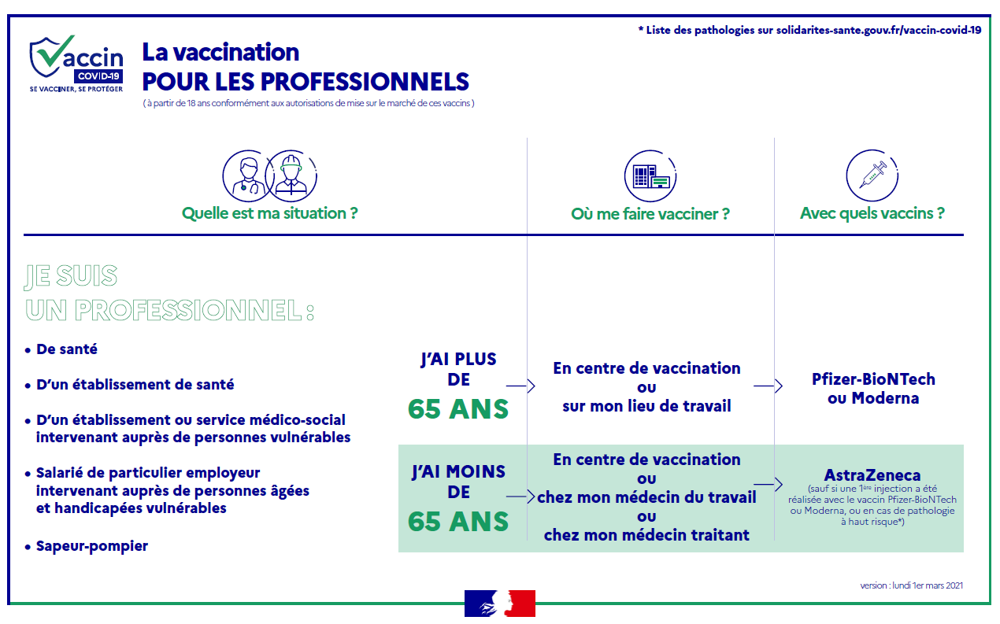 * Liste des pathologies sur solidarites-sante.gouv.fr/vaccin-covid-19
Vaccin
COVID-19
SE VACCINER, SE PROTÉGER
La vaccination
POUR LES PROFESSIONNELS
( à partir de 18 ans conformément aux autorisations de mise sur le marché de ces vaccins )
Quelle est ma situation ?
Où me faire vacciner ?
Avec quels vaccins ?
JE SUIS
UN PROFESSIONNEL :
• De santé
• D'un établissement de santé
• D'un établissement ou service médico-social
intervenant auprès de personnes vulnérables
• Salarié de particulier employeur
intervenant auprès de personnes âgées
et handicapées vulnérables
• Sapeur-pompier
J'AI PLUS
DE
65 ANS
En centre de vaccination
ou
sur mon lieu de travail
Pfizer-BioNTech
ou Moderna
J'AI MOINS
DE
65 ANS
En centre de vaccination
ou
chez mon médecin du travail
ou
chez mon médecin traitant
AstraZeneca
(sauf si une 1ère injection a été
réalisée avec le vaccin Pfizer-BioNTech
ou Moderna, ou en cas de pathologie
à haut risque*)
version : lundi 1er mars 2021